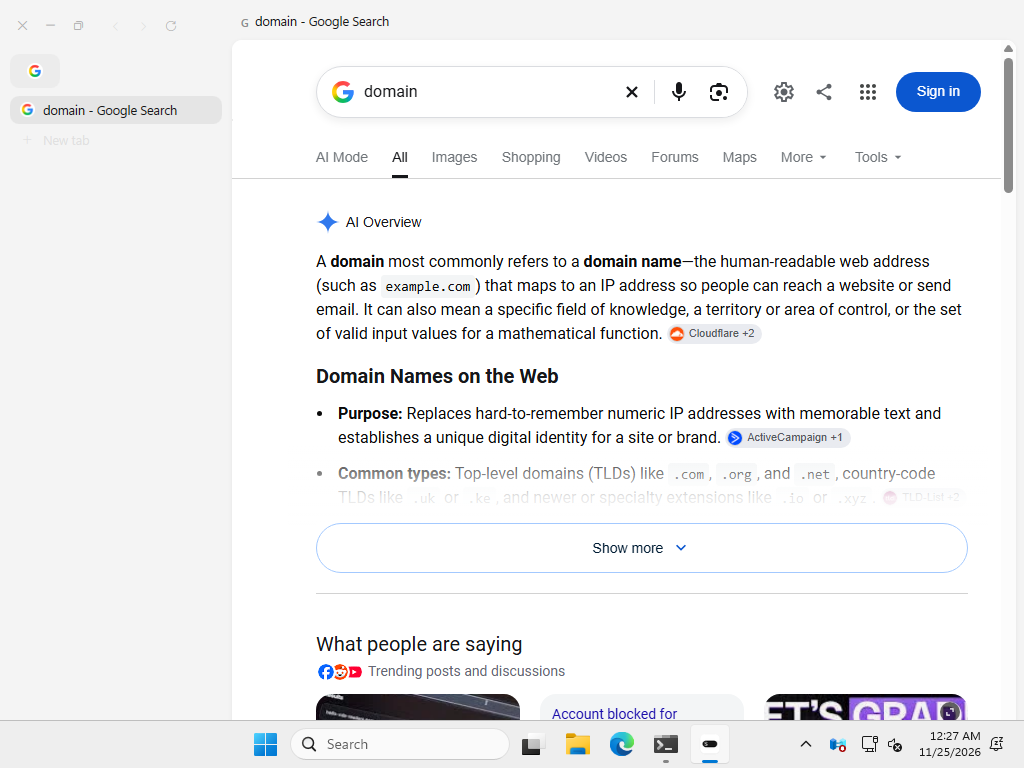 domain - Google Search
domain - Google Search
New tab
domain
Sign in
AI Mode
All
Images
Shopping
Videos
Forums
Maps
More
Tools
AI Overview
A domain most commonly refers to a domain name—the human-readable web address
(such as example.com) that maps to an IP address so people can reach a website or send
email. It can also mean a specific field of knowledge, a territory or area of control, or the set
of valid input values for a mathematical function. Cloudflare +2
Domain Names on the Web
• Purpose: Replaces hard-to-remember numeric IP addresses with memorable text and
establishes a unique digital identity for a site or brand. ActiveCampaign +1
• Common types: Top-level domains (TLDs) like .com, .org, and .net, country-code
TLDs like .uk or .ke, and newer or specialty extensions like .io or .xyz. TLD-List +2
Show more
What people are saying
Trending posts and discussions
Account blocked for
Search
12:27 AM
11/25/2026